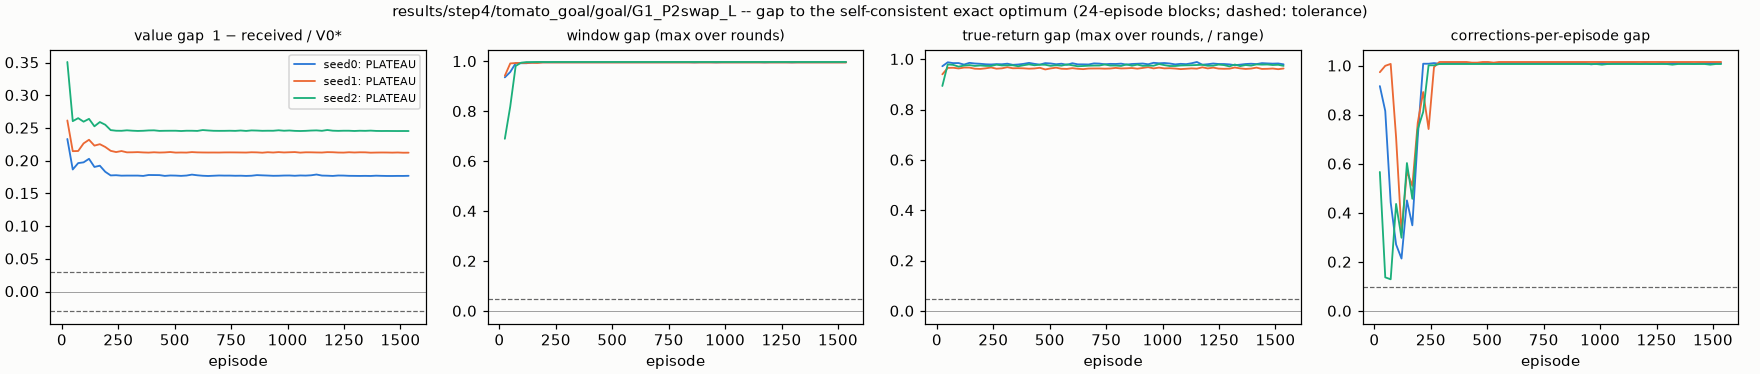 results/step4/tomato_goal/goal/G1_P2swap_L -- gap to the self-consistent exact optimum (24-episode blocks; dashed: tolerance)
value gap  1 − received / V0*
0.35
0.30
0.25
0.20
0.15
0.10
0.05
0.00
seed0: PLATEAU
seed1: PLATEAU
seed2: PLATEAU
0 250 500 750 1000 1250 1500
episode
window gap (max over rounds)
1.0
0.8
0.6
0.4
0.2
0.0
0 250 500 750 1000 1250 1500
episode
true-return gap (max over rounds, / range)
1.0
0.8
0.6
0.4
0.2
0.0
0 250 500 750 1000 1250 1500
episode
corrections-per-episode gap
1.0
0.8
0.6
0.4
0.2
0.0
0 250 500 750 1000 1250 1500
episode